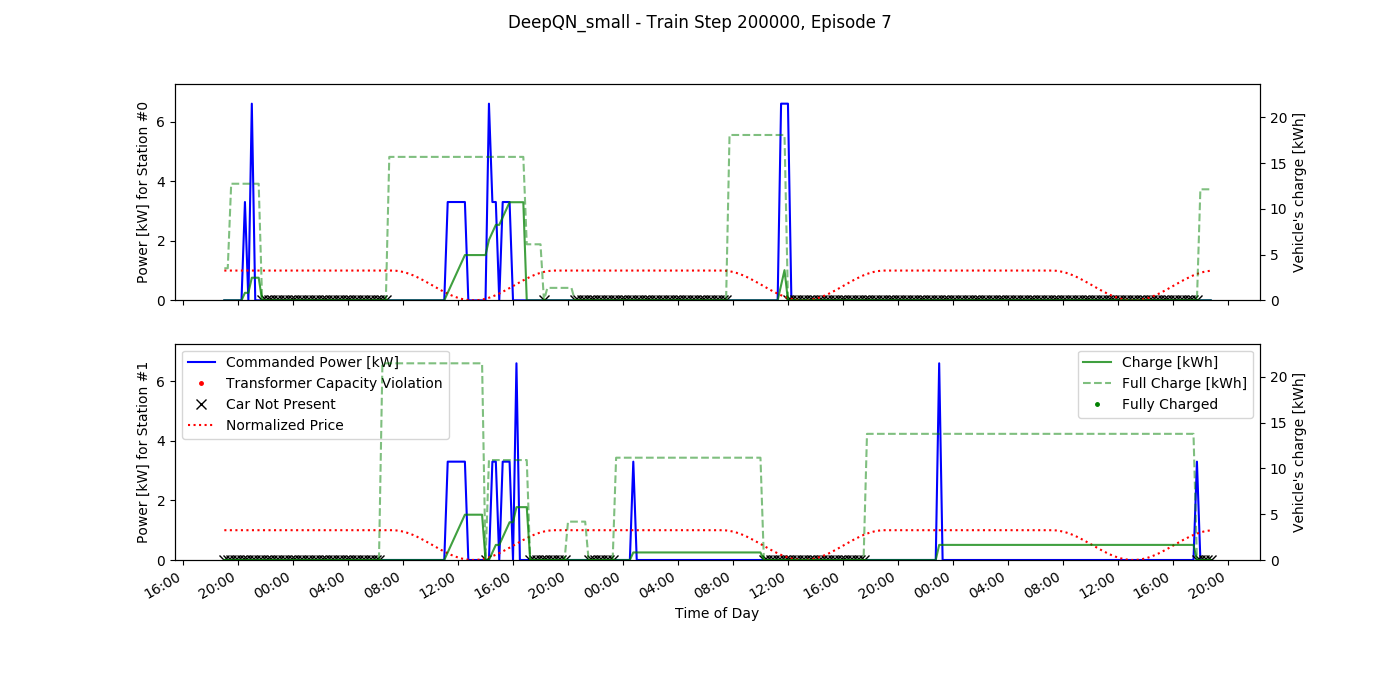 DeepQN_small - Train Step 200000, Episode 7
Power [kW] for Station #0
6
4
2
0
20
15
10
5
0
Vehicle's charge [kWh]
Power [kW] for Station #1
6
4
2
0
Commanded Power [kW]
Transformer Capacity Violation
Car Not Present
Normalized Price
Charge [kWh]
Full Charge [kWh]
Fully Charged
20
15
10
5
0
Vehicle's charge [kWh]
16:00 20:00 00:00 04:00 08:00 12:00 16:00 20:00 00:00 04:00 08:00 12:00 16:00 20:00 00:00 04:00 08:00 12:00 16:00 20:00
Time of Day